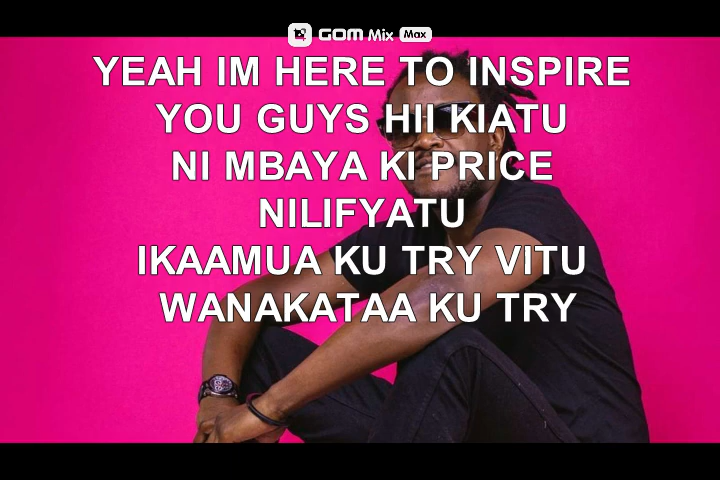 GOM Mix Max
YEAH IM HERE TO INSPIRE
YOU GUYS HII KIATU
NI MBAYA KI PRICE
NILIFYATU
IKAAMUA KU TRY VITU
WANAKATAA KU TRY